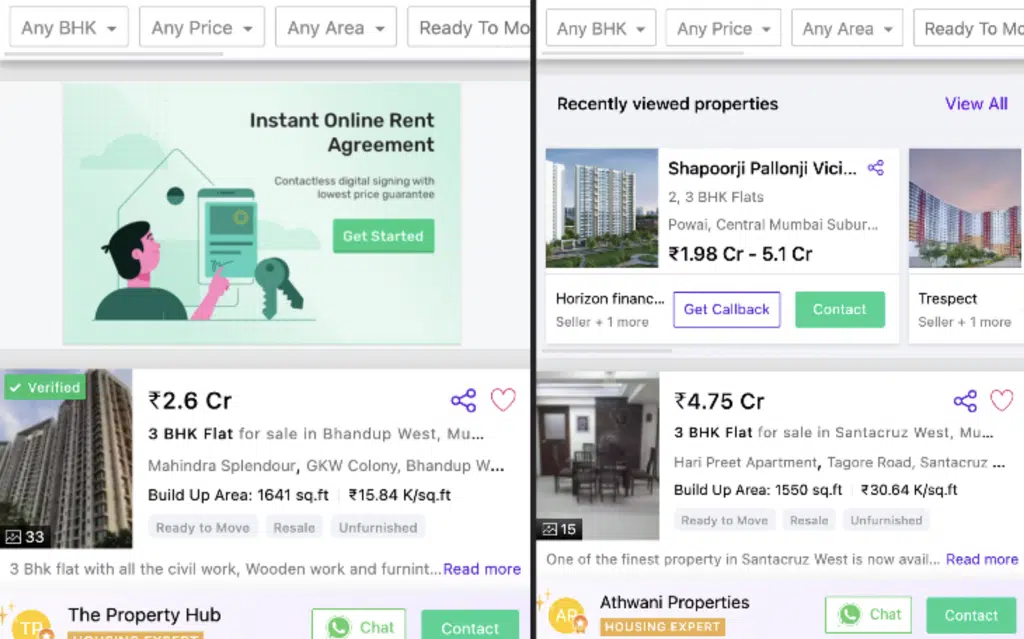 Any BHK
Any Price
Any Area
Ready To Mo
Instant Online Rent
Agreement
Contactless digital signing with
lowest price guarantee
Get Started
✓ Verified
33
₹2.6 Cr
3 BHK Flat for sale in Bhandup West, Mu...
Mahindra Splendour, GKW Colony, Bhandup W...
Build Up Area: 1641 sq.ft
₹15.84 K/sq.ft
Ready to Move
Resale
Unfurnished
3 Bhk flat with all the civil work, Wooden work and furnint...Read more
TP
The Property Hub
HOUSING EXPERT
Chat
Contact
Any BHK
Any Price
Any Area
Ready To Mo
Recently viewed properties
View All
Shapoorji Pallonji Vici...
2, 3 BHK Flats
Powai, Central Mumbai Subur...
₹1.98 Cr - 5.1 Cr
Horizon financ...
Seller + 1 more
Get Callback
Contact
Trespect
Seller + 1 more
15
₹4.75 Cr
3 BHK Flat for sale in Santacruz West, Mu...
Hari Preet Apartment, Tagore Road, Santacruz ...
Build Up Area: 1550 sq.ft
₹30.64 K/sq.ft
Ready to Move
Resale
Unfurnished
One of the finest property in Santacruz West is now avail... Read more
AP
Athwani Properties
HOUSING EXPERT
Chat
Contact